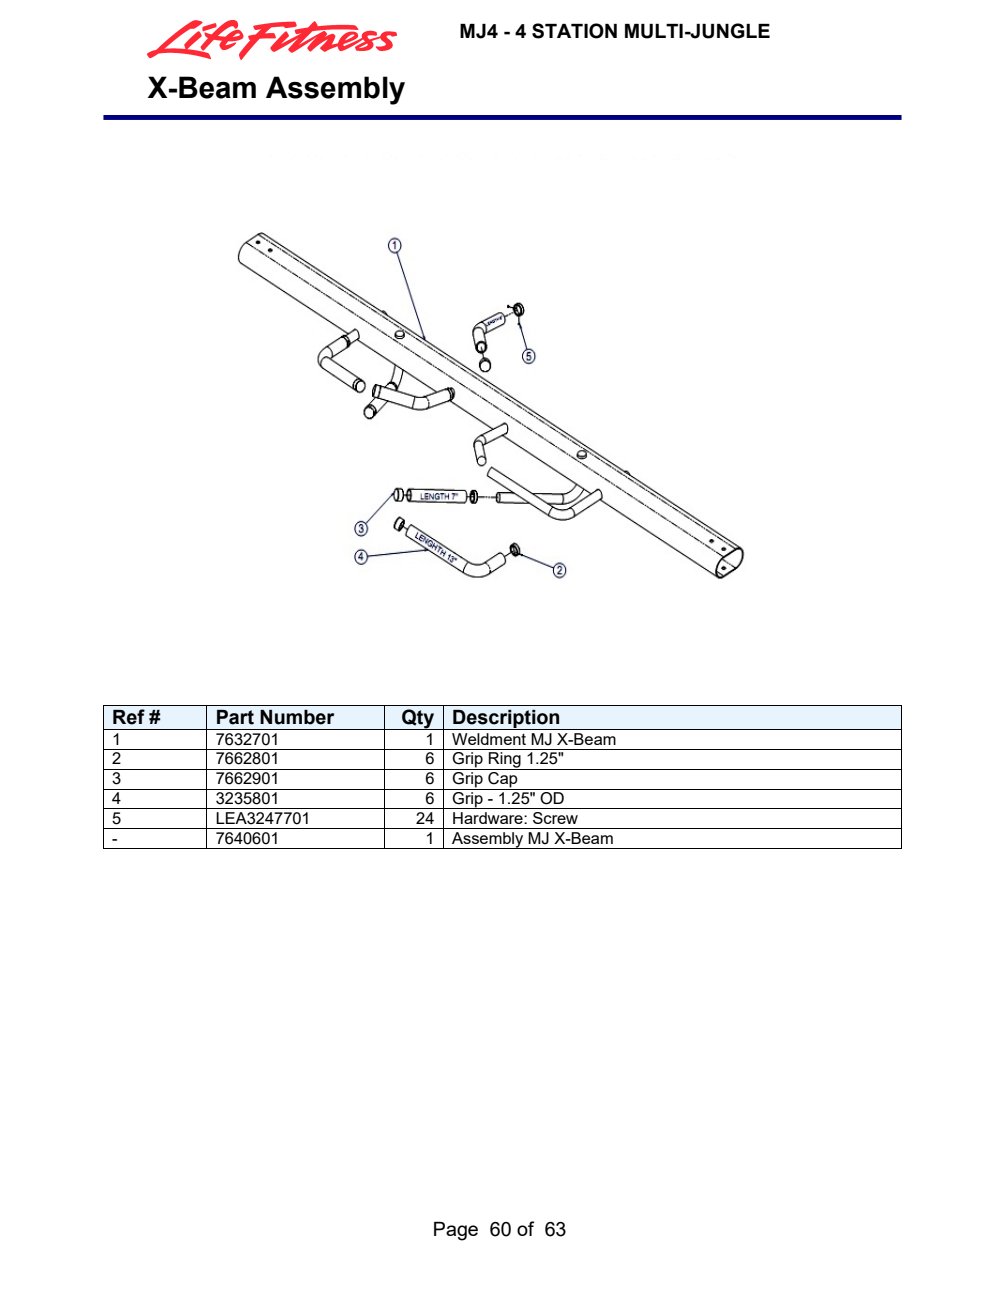 Life Fitness
MJ4 - 4 STATION MULTI-JUNGLE
X-Beam Assembly
1
5
LENGTH 7"
3
LENGHTH 13"
4
2
Ref # Part Number Qty Description
1 7632701 1 Weldment MJ X-Beam
2 7662801 6 Grip Ring 1.25"
3 7662901 6 Grip Cap
4 3235801 6 Grip - 1.25" OD
5 LEA3247701 24 Hardware: Screw
- 7640601 1 Assembly MJ X-Beam
Page 60 of 63